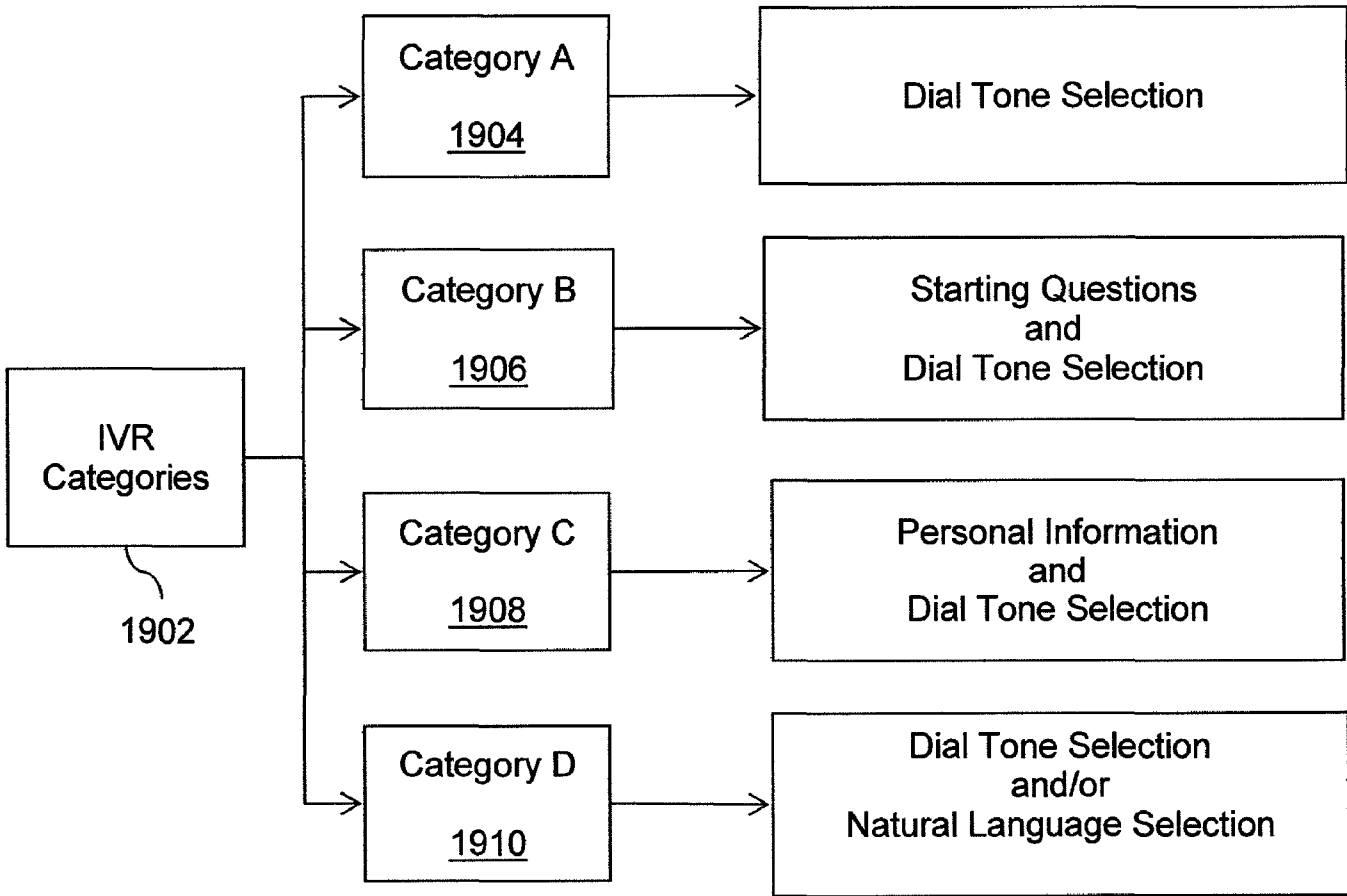 Category A
1904
Dial Tone Selection
Category B
1906
Starting Questions
and
Dial Tone Selection
IVR
Categories
1902
Category C
1908
Personal Information
and
Dial Tone Selection
Category D
1910
Dial Tone Selection
and/or
Natural Language Selection